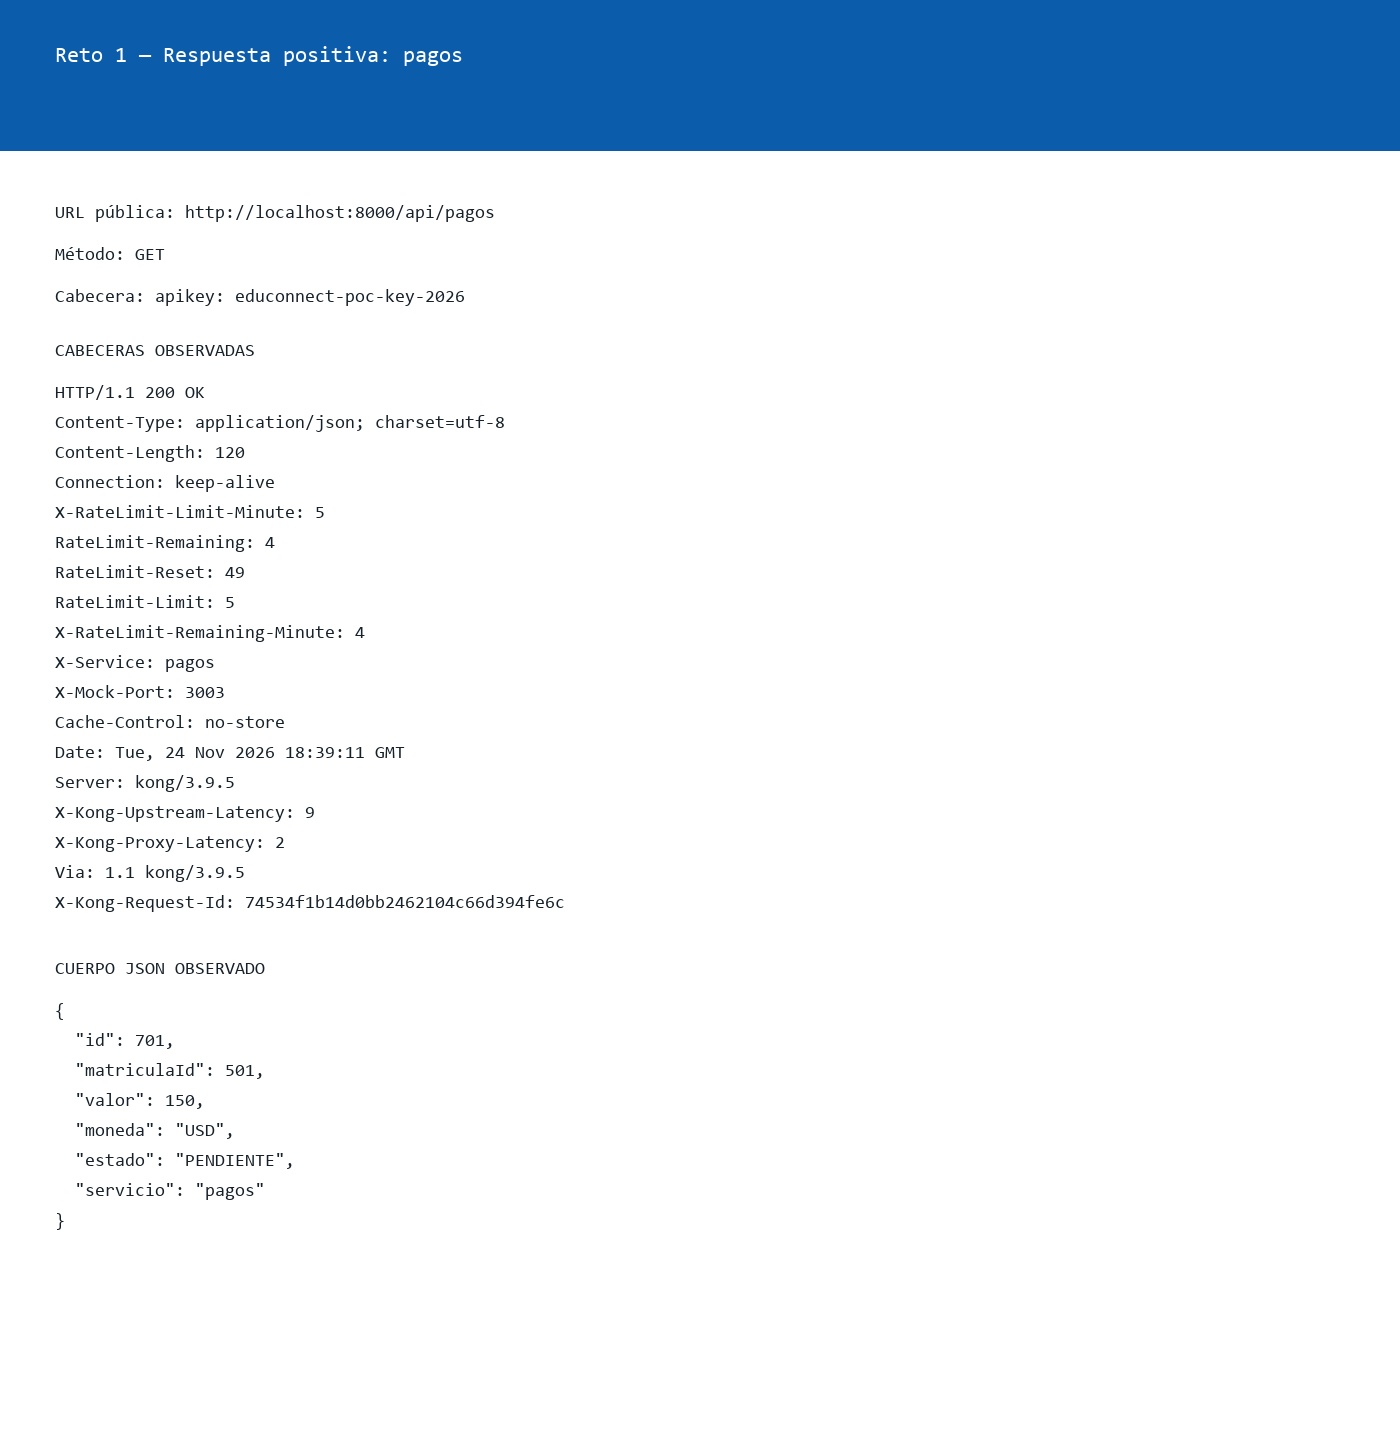 Reto 1 — Respuesta positiva: pagos
URL pública: http://localhost:8000/api/pagos
Método: GET
Cabecera: apikey: educonnect-poc-key-2026
CABECERAS OBSERVADAS
HTTP/1.1 200 OK
Content-Type: application/json; charset=utf-8
Content-Length: 120
Connection: keep-alive
X-RateLimit-Limit-Minute: 5
RateLimit-Remaining: 4
RateLimit-Reset: 49
RateLimit-Limit: 5
X-RateLimit-Remaining-Minute: 4
X-Service: pagos
X-Mock-Port: 3003
Cache-Control: no-store
Date: Tue, 24 Nov 2026 18:39:11 GMT
Server: kong/3.9.5
X-Kong-Upstream-Latency: 9
X-Kong-Proxy-Latency: 2
Via: 1.1 kong/3.9.5
X-Kong-Request-Id: 74534f1b14d0bb2462104c66d394fe6c
CUERPO JSON OBSERVADO
{
  "id": 701,
  "matriculaId": 501,
  "valor": 150,
  "moneda": "USD",
  "estado": "PENDIENTE",
  "servicio": "pagos"
}